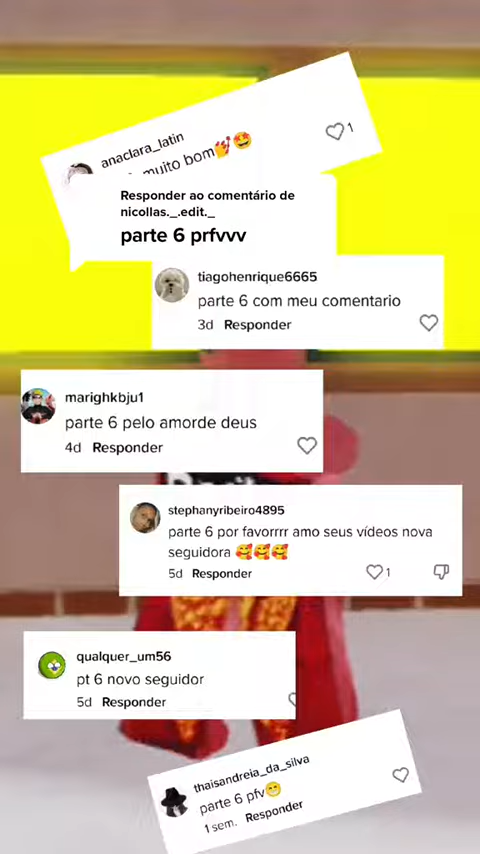 anaclara_latin
muito bom💅🤩
1
Responder ao comentário de
nicollas._.edit._
parte 6 prfvvv
tiagohenrique6665
parte 6 com meu comentario
3d Responder
marighkbju1
parte 6 pelo amorde deus
4d Responder
stephanyribeiro4895
parte 6 por favorrrr amo seus vídeos nova
seguidora 🥰🥰🥰
5d Responder 1
qualquer_um56
pt 6 novo seguidor
5d Responder
thaisandreia_da_silva
parte 6 pfv😁
1 sem. Responder